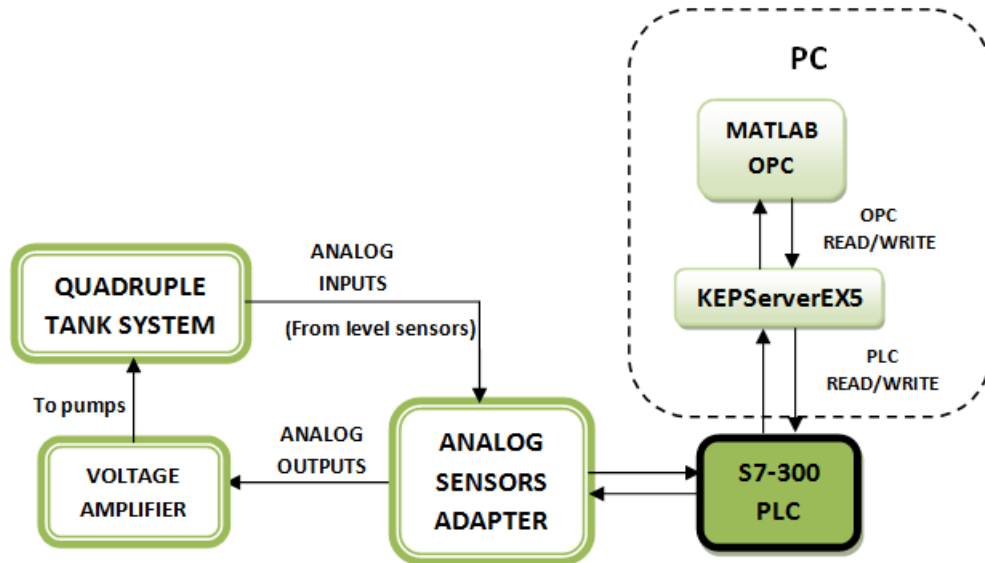 PC
MATLAB
OPC
OPC
READ/WRITE
KEPServerEX5
PLC
READ/WRITE
S7-300
PLC
QUADRUPLE
TANK SYSTEM
ANALOG
INPUTS
(From level sensors)
To pumps
VOLTAGE
AMPLIFIER
ANALOG
OUTPUTS
ANALOG
SENSORS
ADAPTER